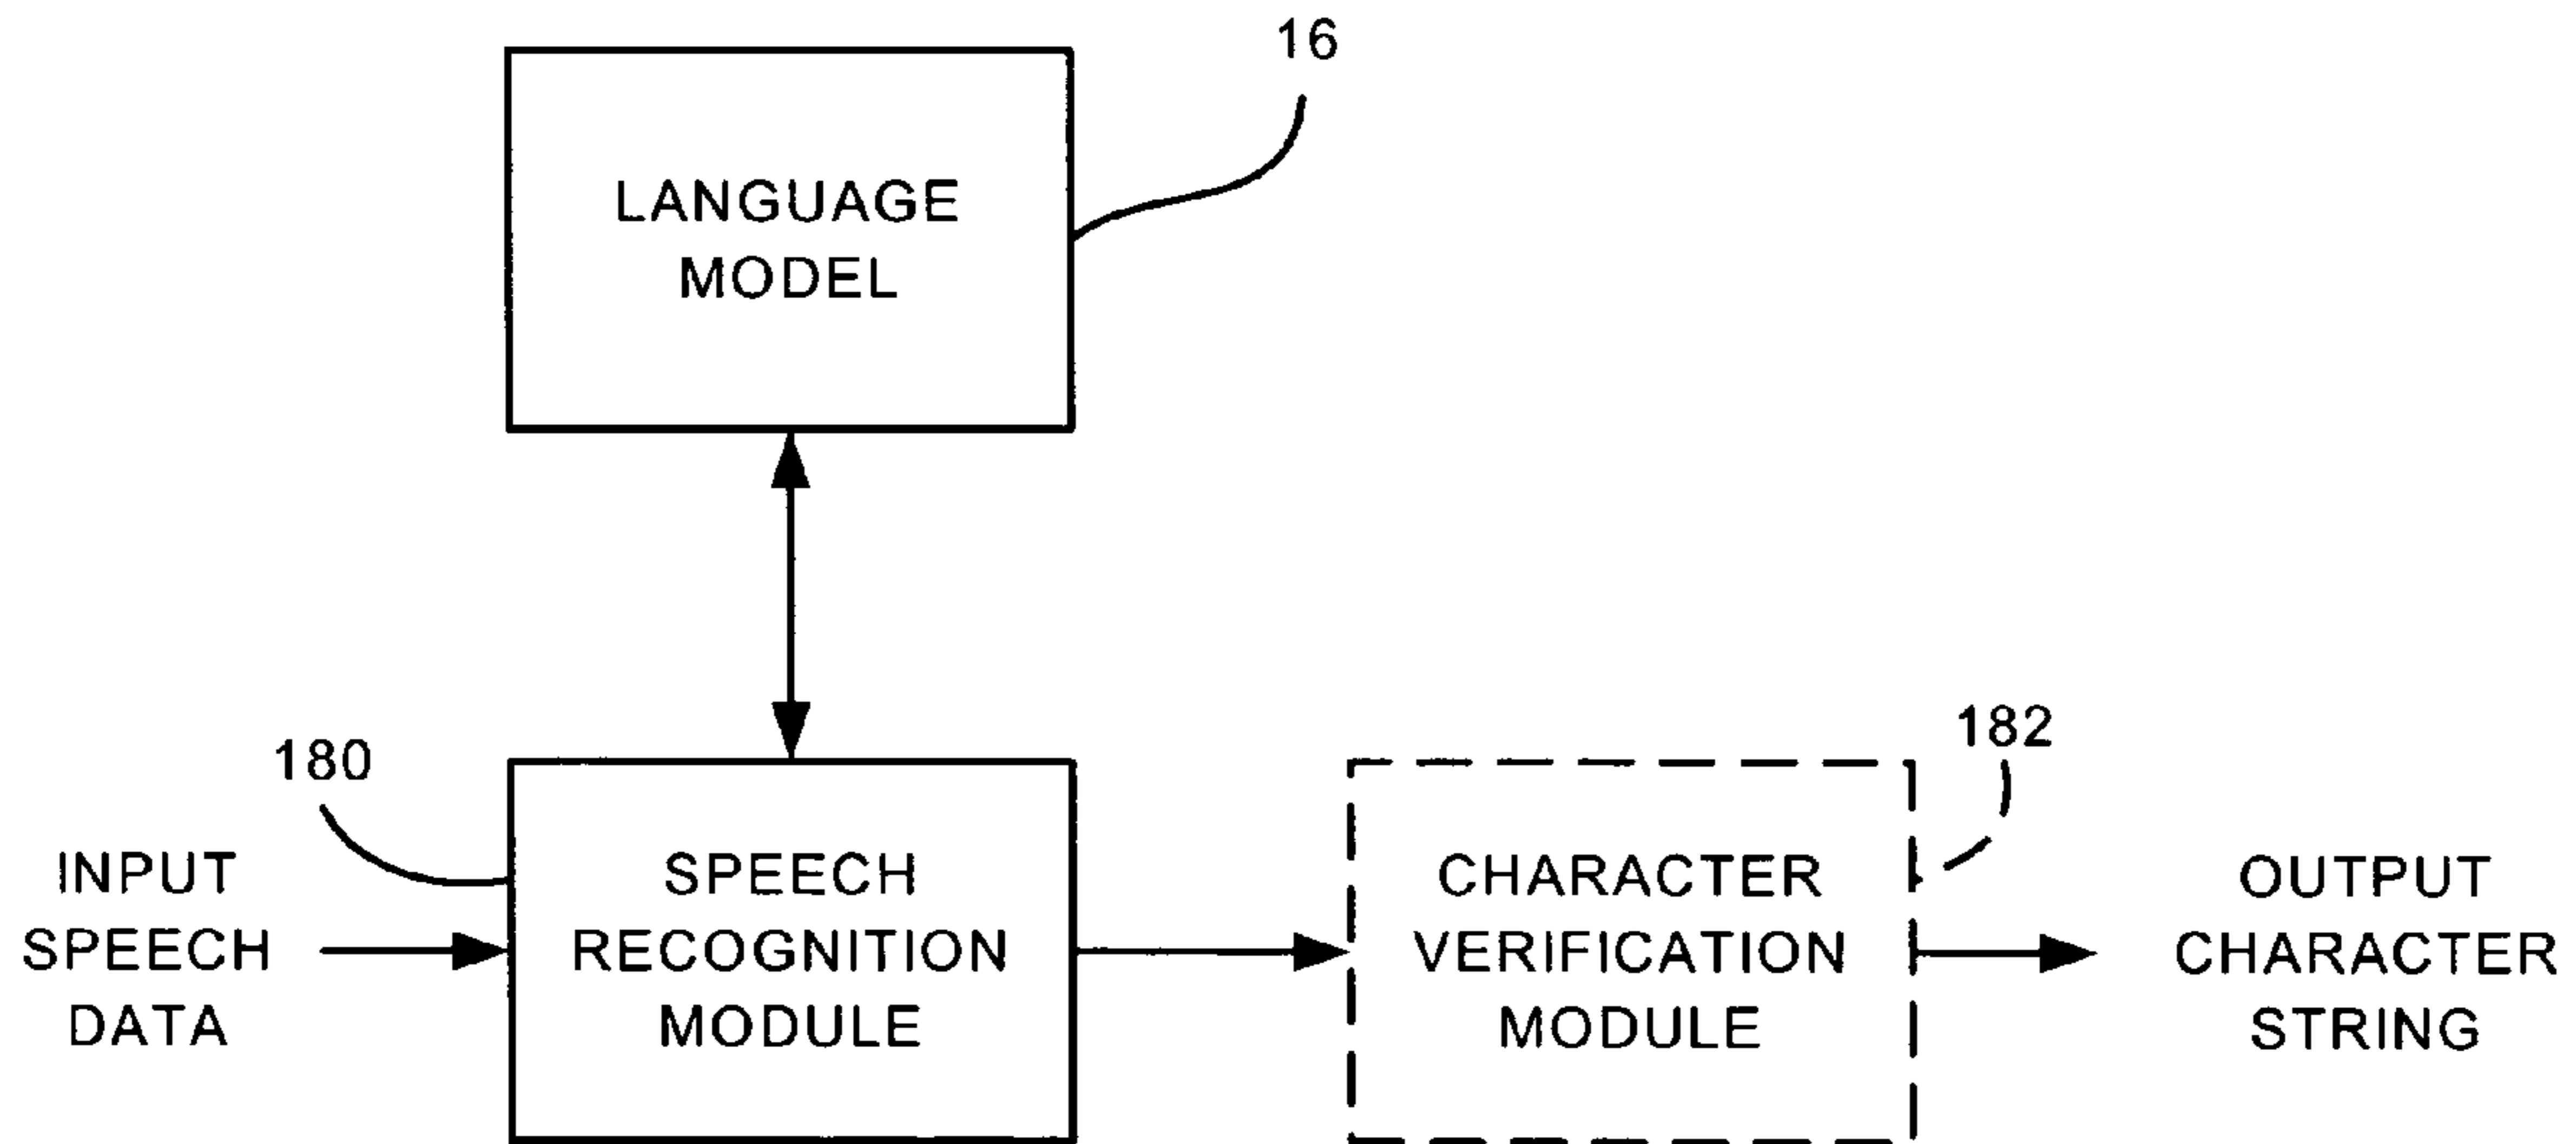 16
LANGUAGE
MODEL
180
182
INPUT
SPEECH
DATA
SPEECH
RECOGNITION
MODULE
CHARACTER
VERIFICATION
MODULE
OUTPUT
CHARACTER
STRING